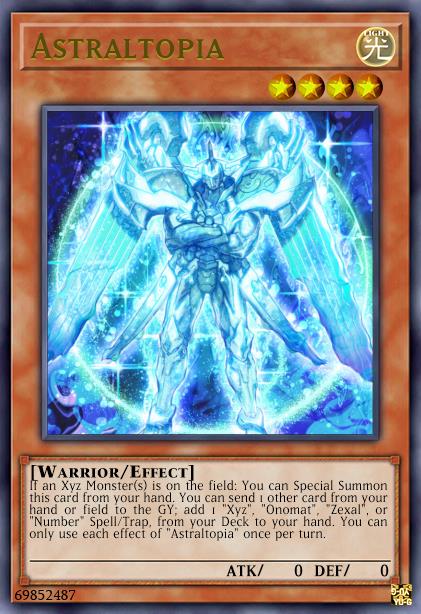 ASTRALTOPIA
LIGHT
光
[WARRIOR/EFFECT]
If an Xyz Monster(s) is on the field: You can Special Summon
this card from your hand. You can send 1 other card from your
hand or field to the GY; add 1 "Xyz", "Onomat", "Zexal", or
"Number" Spell/Trap, from your Deck to your hand. You can
only use each effect of "Astraltopia" once per turn.
ATK/ 0 DEF/ 0
69852487